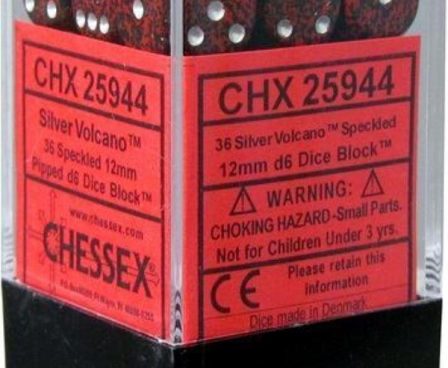 CHX 25944
Silver Volcano™
36 Speckled 12mm
Pipped d6 Dice Block™
www.chessex.com
CHESSEX®
CHX 25944
36 Silver Volcano™ Speckled
12mm d6 Dice Block™
WARNING:
CHOKING HAZARD-Small Parts.
Not for Children Under 3 yrs.
CE
Please retain this
information
Dice made in Denmark